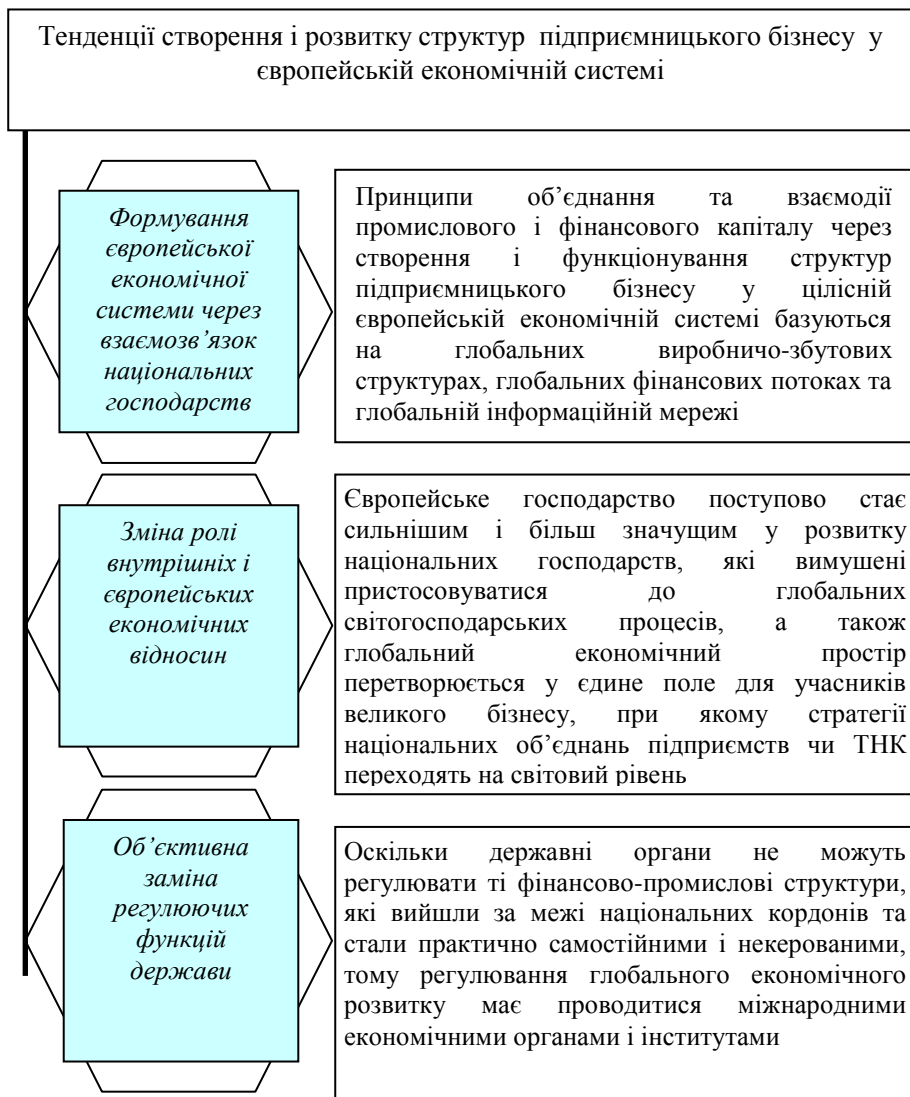 Тенденції створення і розвитку структур підприємницького бізнесу у
європейській економічній системі
Формування
європейської
економічної
системи через
взаємозв’язок
національних
господарств
Принципи об’єднання та взаємодії
промислового і фінансового капіталу через
створення і функціонування структур
підприємницького бізнесу у цілісній
європейській економічній системі базуються
на глобальних виробничо-збутових
структурах, глобальних фінансових потоках та
глобальній інформаційній мережі
Зміна ролі
внутрішніх і
європейських
економічних
відносин
Європейське господарство поступово стає
сильнішим і більш значущим у розвитку
національних господарств, які вимушені
пристосовуватися до глобальних
світогосподарських процесів, а також
глобальний економічний простір
перетворюється у єдине поле для учасників
великого бізнесу, при якому стратегії
національних об’єднань підприємств чи ТНК
переходять на світовий рівень
Об’єктивна
заміна
регулюючих
функцій
держави
Оскільки державні органи не можуть
регулювати ті фінансово-промислові структури,
які вийшли за межі національних кордонів та
стали практично самостійними і некерованими,
тому регулювання глобального економічного
розвитку має проводитися міжнародними
економічними органами і інститутами